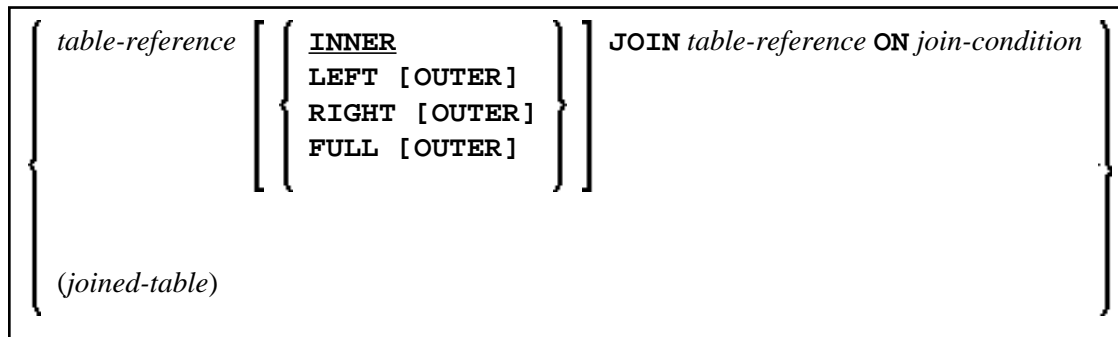 table-reference [ { INNER } ] JOIN table-reference ON join-condition
LEFT [OUTER]
RIGHT [OUTER]
FULL [OUTER]
(joined-table)